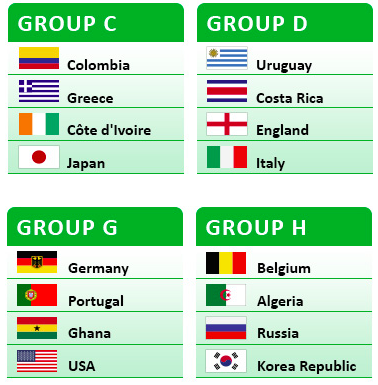 GROUP C
Colombia
Greece
Côte d'Ivoire
Japan
GROUP D
Uruguay
Costa Rica
England
Italy
GROUP G
Germany
Portugal
Ghana
USA
GROUP H
Belgium
Algeria
Russia
Korea Republic